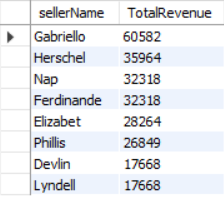 sellerName TotalRevenue
Gabriello 60582
Herschel 35964
Nap 32318
Ferdinande 32318
Elizabet 28264
Phillis 26849
Devlin 17668
Lyndell 17668